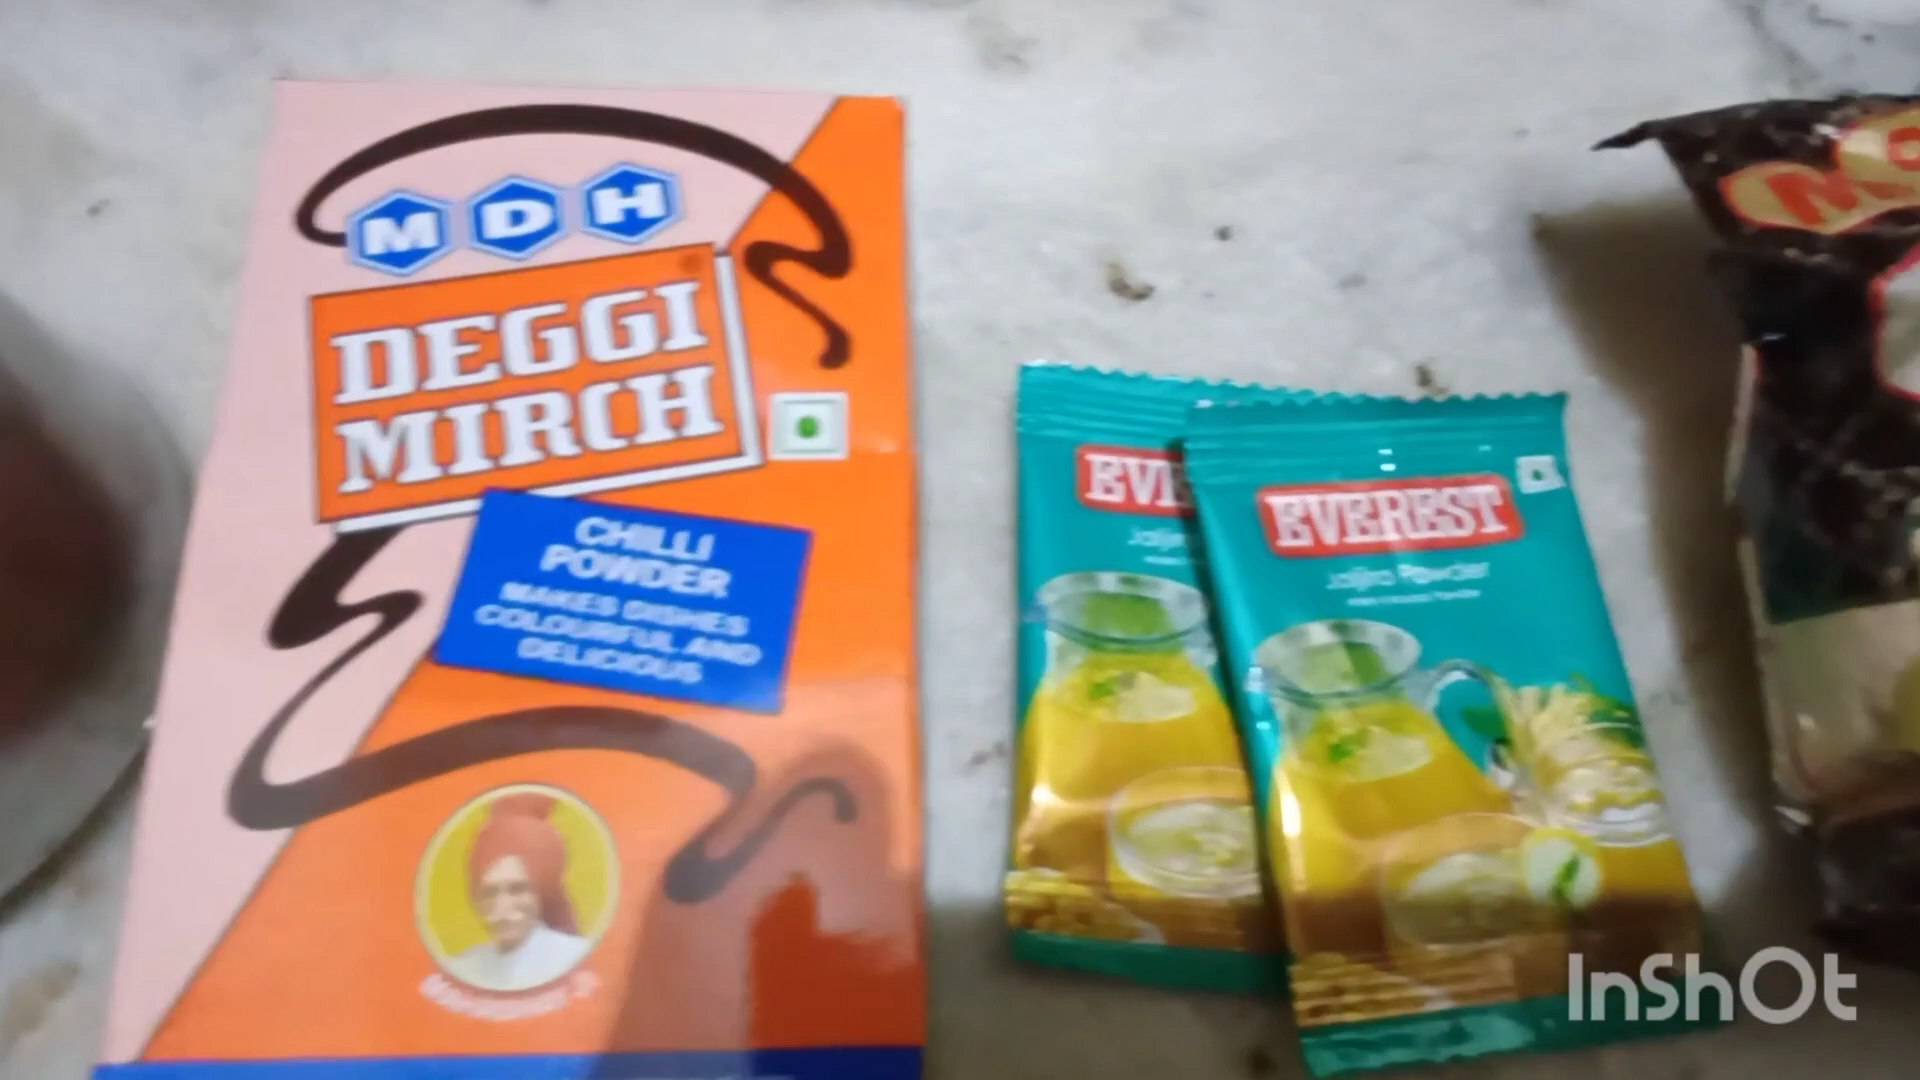 MDH
DEGGI
MIRCH
CHILLI
POWDER
MAKES DISHES
COLOURFUL AND
DELICIOUS
EVE
EVEREST
Jaljira Powder
InShOt